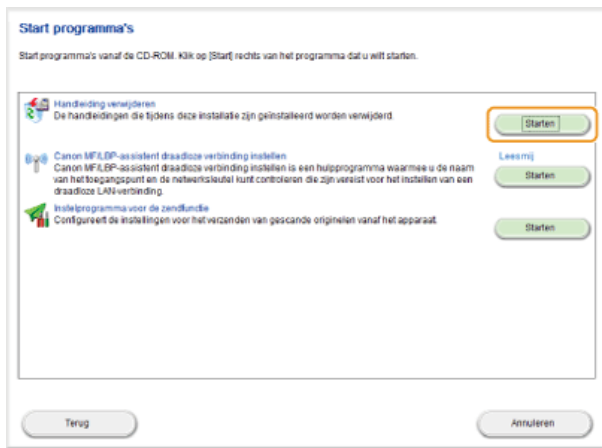 Start programma's
Start programma's vanaf de CD-ROM. Klik op [Start] rechts van het programma dat u wilt starten.
Handleiding verwijderen
De handleidingen die tijdens deze installatie zijn geïnstalleerd worden verwijderd.
Starten
Canon MF/LBP-assistent draadloze verbinding instellen
Leesmij
Canon MF/LBP-assistent draadloze verbinding instellen is een hulpprogramma waarmee u de naam
van het toegangspunt en de netwerksleutel kunt controleren die zijn vereist voor het instellen van een
draadloze LAN-verbinding.
Starten
Instelprogramma voor de zendfunctie
Configureert de instellingen voor het verzenden van gescande originelen vanaf het apparaat.
Starten
Terug
Annuleren